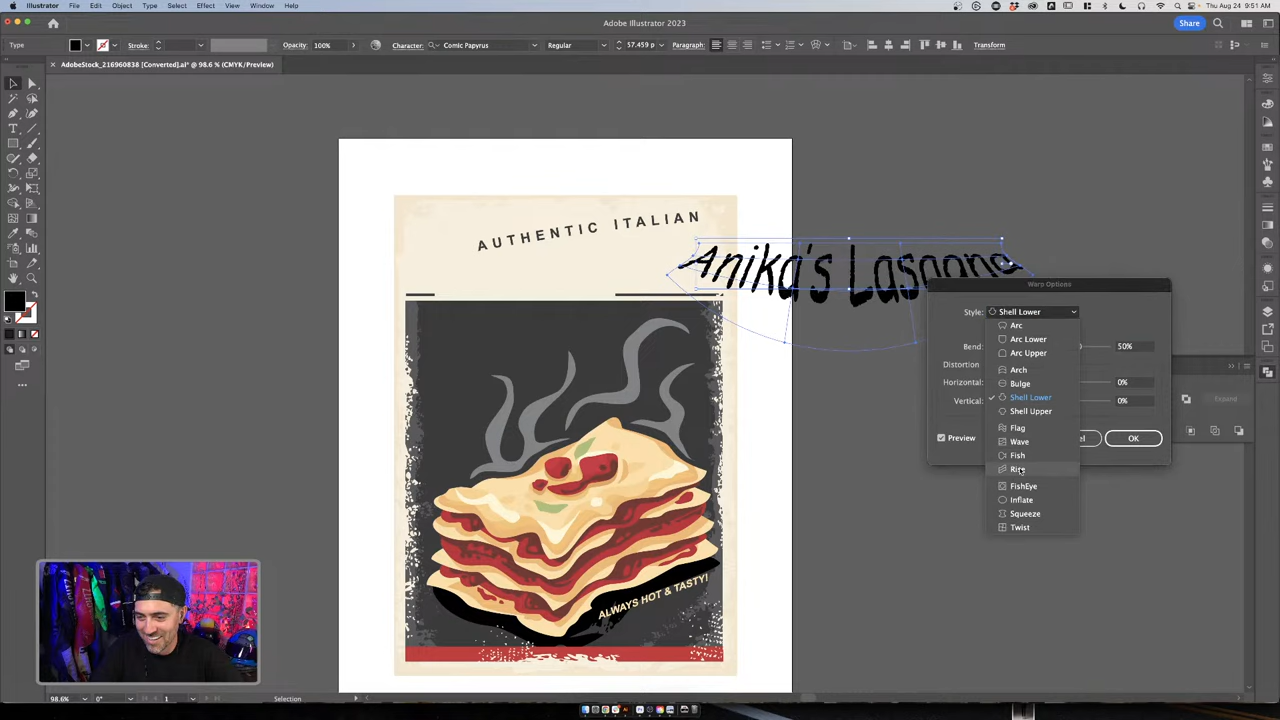 Illustrator File Edit Object Type Select Effect View Window Help
Thu Aug 24 9:51 AM
Adobe Illustrator 2023
Share
Type
Stroke:
Opacity: 100%
Character: Comic Papyrus
Regular
57.459 p
Paragraph:
Transform
AdobeStock_216960838 [Converted].ai* @ 98.6 % (CMYK/Preview)
AUTHENTIC ITALIAN
Anika's Lasagna
Warp Options
Style: Shell Lower
Arc
Arc Lower
Arc Upper
Arch
Bulge
Shell Lower
Shell Upper
Flag
Wave
Fish
Rise
FishEye
Inflate
Squeeze
Twist
Bend: 50%
Distortion
Horizontal: 0%
Vertical: 0%
Preview
OK
Expand
ALWAYS HOT & TASTY!
98.6%
0°
1
Selection